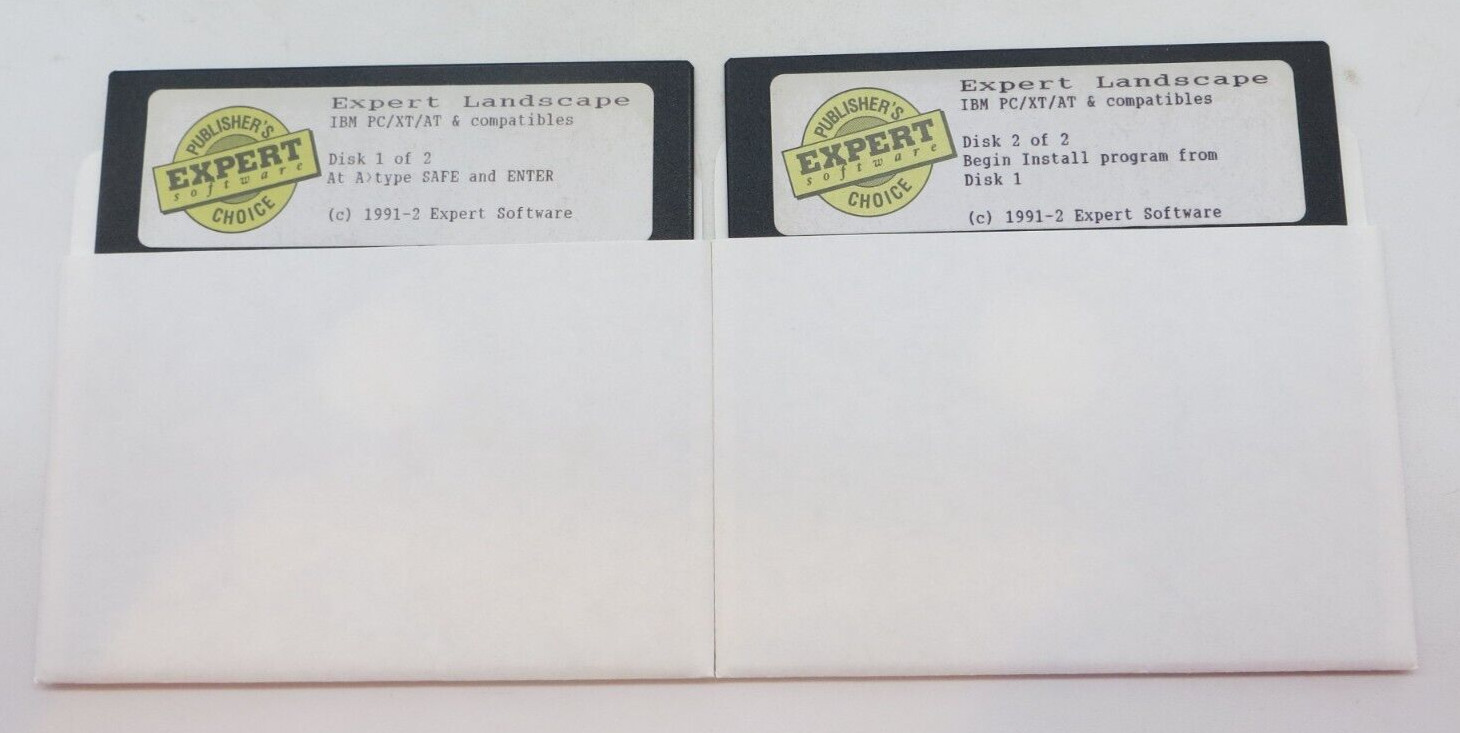 PUBLISHER'S
EXPERT
software
CHOICE
Expert Landscape
IBM PC/XT/AT & compatibles
Disk 1 of 2
At A>type SAFE and ENTER
(c) 1991-2 Expert Software
PUBLISHER'S
EXPERT
software
CHOICE
Expert Landscape
IBM PC/XT/AT & compatibles
Disk 2 of 2
Begin Install program from
Disk 1
(c) 1991-2 Expert Software